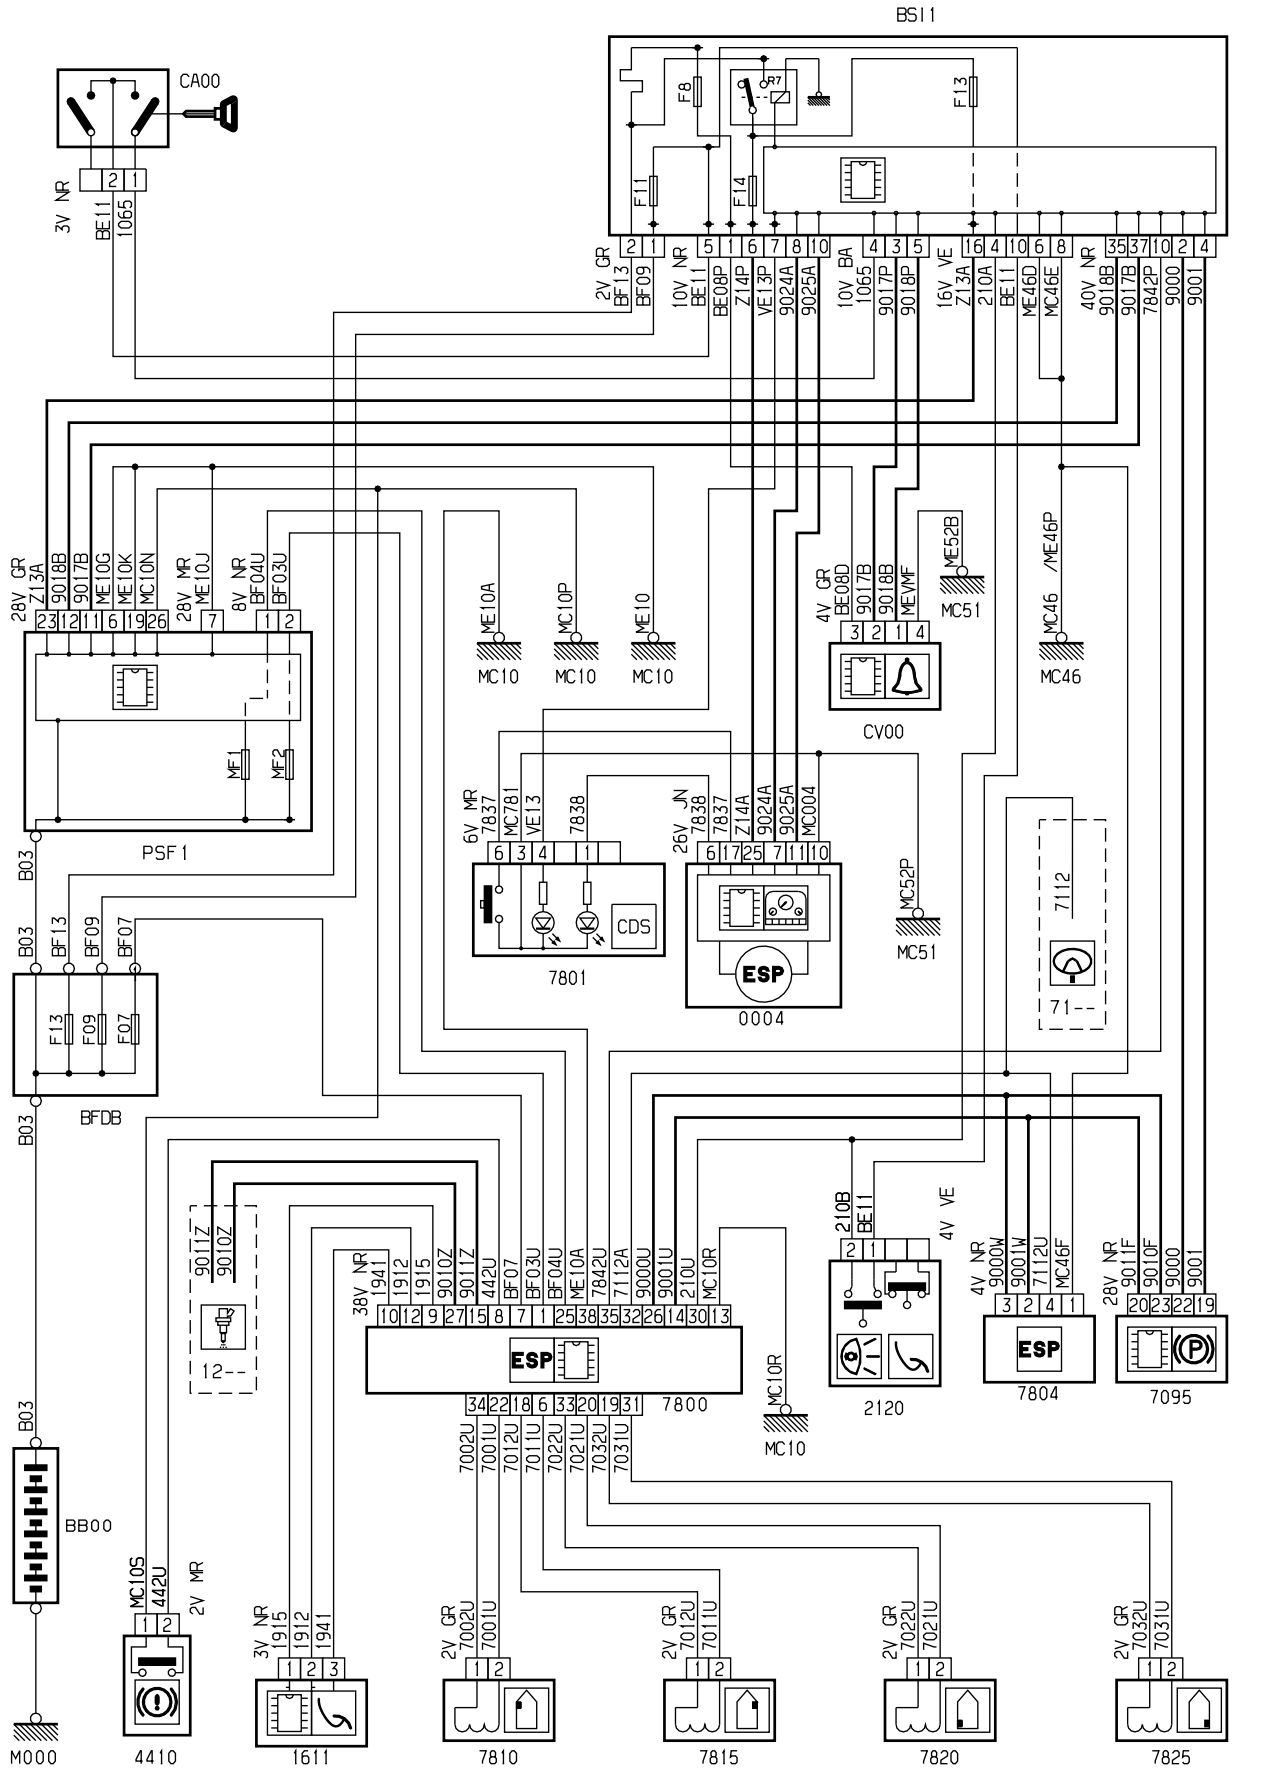 BSI1
CA00
F8
R7
F13
F11
F14
2 1
3V NR
BE11
1065
2 1 5 1 6 7 8 10 4 3 5 16 4 10 6 8 35 37 10 2 4
2V GR
BF13
BF09
10V NR
BE11
BE08P
Z14P
VE13P
9024A
9025A
10V BA
1065
9017P
9018P
16V VE
Z13A
210A
BE11
ME46D
MC46E
40V NR
9018B
9017B
7842P
9000
9001
28V GR
Z13A
9018B
9017B
ME10G
ME10K
MC10N
28V MR
ME10J
8V NR
BF04U
BF03U
23 12 11 6 19 26 7 1 2
ME10A
MC10P
ME10
MC10
MC10
MC10
4V GR
BE08D
9017B
9018B
MEVMF
3 2 1 4
ME52B
MC51
MC46 /ME46P
MC46
CV00
MF1
MF2
PSF1
B03
6V MR
7837
MC781
VE13
7838
6 3 4 1
26V JN
7838
7837
Z14A
9024A
9025A
MC004
6 17 25 7 11 10
CDS
7801
ESP
0004
MC52P
MC51
7112
71--
B03
BF13
BF09
BF07
F13
F09
F07
BFDB
B03
9011Z
9010Z
12--
38V NR
1941
1912
1915
9010Z
9011Z
442U
BF07
BF03U
BF04U
ME10A
7842U
7112A
9000U
9001U
210U
MC10R
10 12 9 27 15 8 7 1 25 38 35 32 26 14 30 13
ESP
7800
34 22 18 6 33 20 19 31
7002U
7001U
7012U
7011U
7022U
7021U
7032U
7031U
MC10R
MC10
210B
BE11
4V VE
2 1
2120
4V NR
9000W
9001W
7112U
MC46F
3 2 4 1
ESP
7804
28V NR
9011F
9010F
9000
9001
20 23 22 19
P
7095
B03
BB00
M000
MC10S
442U
2V MR
1 2
4410
3V NR
1915
1912
1941
1 2 3
1611
2V GR
7002U
7001U
1 2
7810
2V GR
7012U
7011U
1 2
7815
2V GR
7022U
7021U
1 2
7820
2V GR
7032U
7031U
1 2
7825